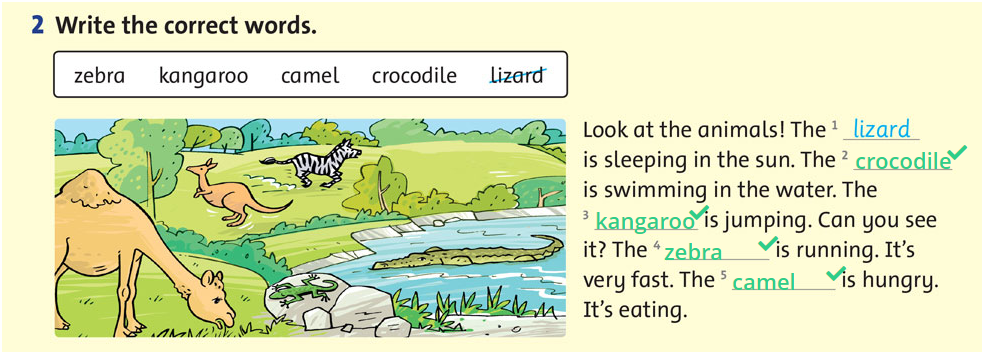 2 Write the correct words.
zebra kangaroo camel crocodile lizard
Look at the animals! The 1 lizard
is sleeping in the sun. The 2 crocodile
is swimming in the water. The
3 kangaroo is jumping. Can you see
it? The 4 zebra is running. It's
very fast. The 5 camel is hungry.
It's eating.